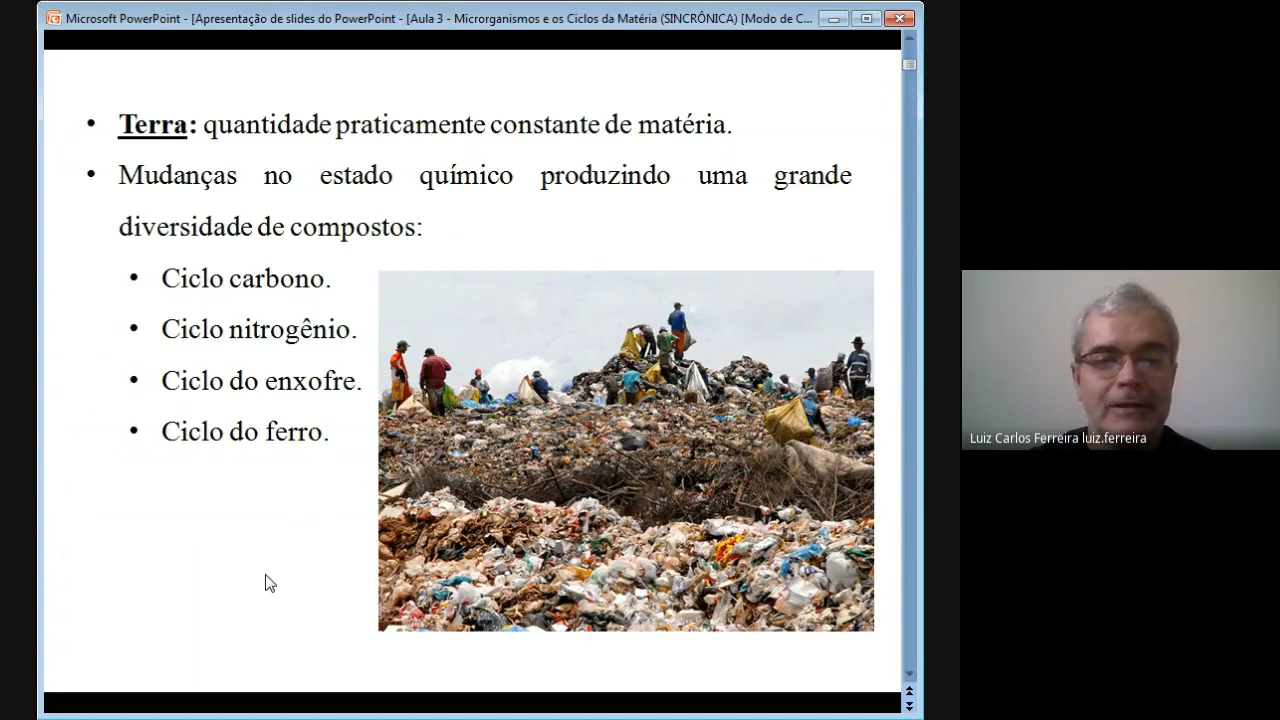 Microsoft PowerPoint - [Apresentação de slides do PowerPoint - [Aula 3 - Microrganismos e os Ciclos da Matéria (SINCRÔNICA) [Modo de C...
• Terra: quantidade praticamente constante de matéria.
• Mudanças no estado químico produzindo uma grande
diversidade de compostos:
• Ciclo carbono.
• Ciclo nitrogênio.
• Ciclo do enxofre.
• Ciclo do ferro.
Luiz Carlos Ferreira luiz.ferreira